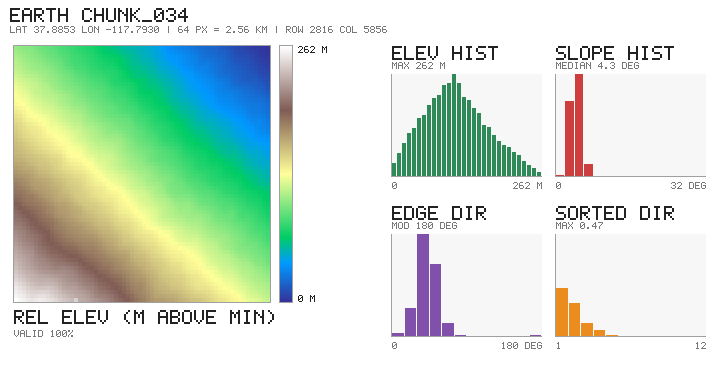 EARTH CHUNK_034
LAT 37.8853 LON -117.7930 | 64 PX = 2.56 KM | ROW 2816 COL 5856
262 M
0 M
REL ELEV (M ABOVE MIN)
VALID 100%
ELEV HIST
MAX 262 M
0 262 M
SLOPE HIST
MEDIAN 4.3 DEG
0 32 DEG
EDGE DIR
MOD 180 DEG
0 180 DEG
SORTED DIR
MAX 0.47
1 12